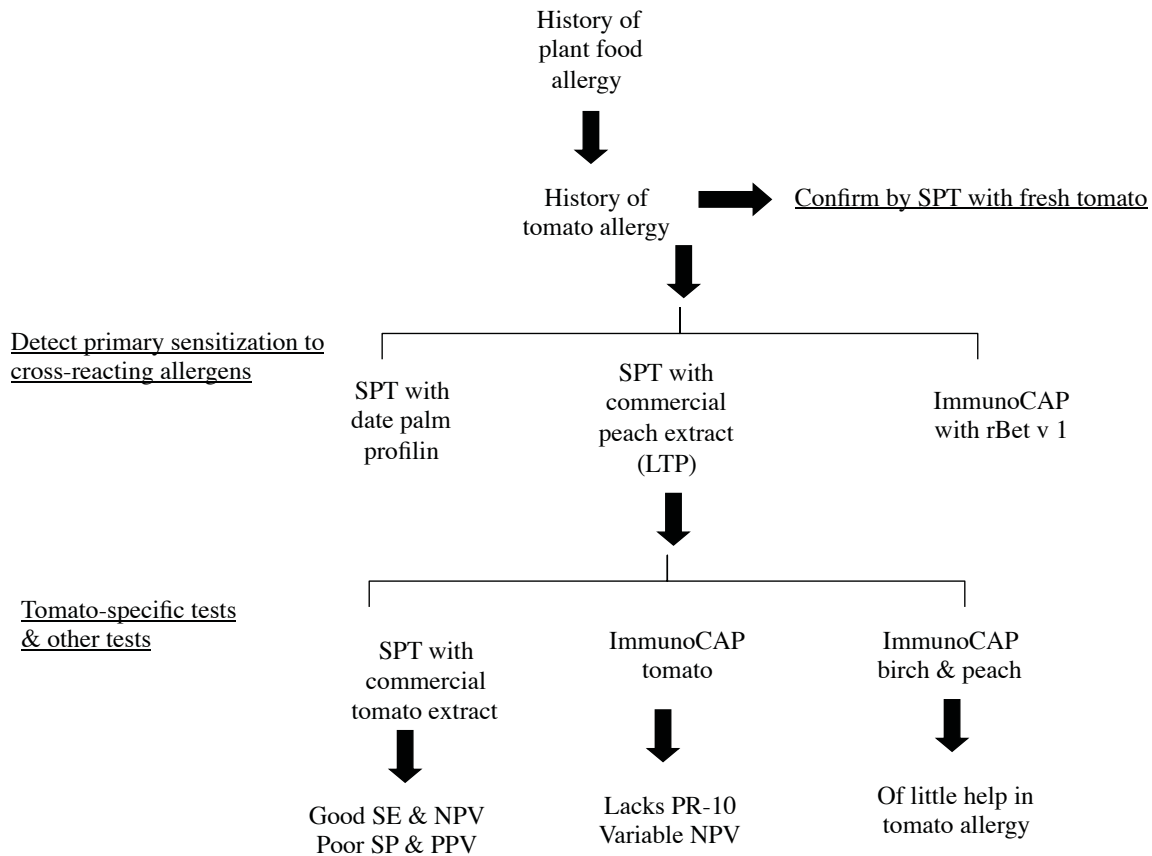 History of
plant food
allergy
History of
tomato allergy
Confirm by SPT with fresh tomato
Detect primary sensitization to
cross-reacting allergens
SPT with
date palm
profilin
SPT with
commercial
peach extract
(LTP)
ImmunoCAP
with rBet v 1
Tomato-specific tests
& other tests
SPT with
commercial
tomato extract
ImmunoCAP
tomato
ImmunoCAP
birch & peach
Good SE & NPV
Poor SP & PPV
Lacks PR-10
Variable NPV
Of little help in
tomato allergy